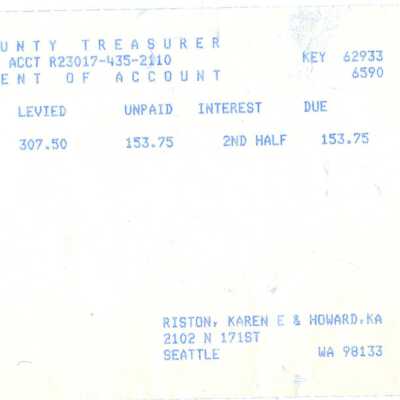 OUNTY TREASURER
ACCT R23017-435-2110 KEY 62933
ENT OF ACCOUNT 6590
LEVIED UNPAID INTEREST DUE
307.50 153.75 2ND HALF 153.75
RISTON, KAREN E & HOWARD,KA
2102 N 171ST
SEATTLE WA 98133